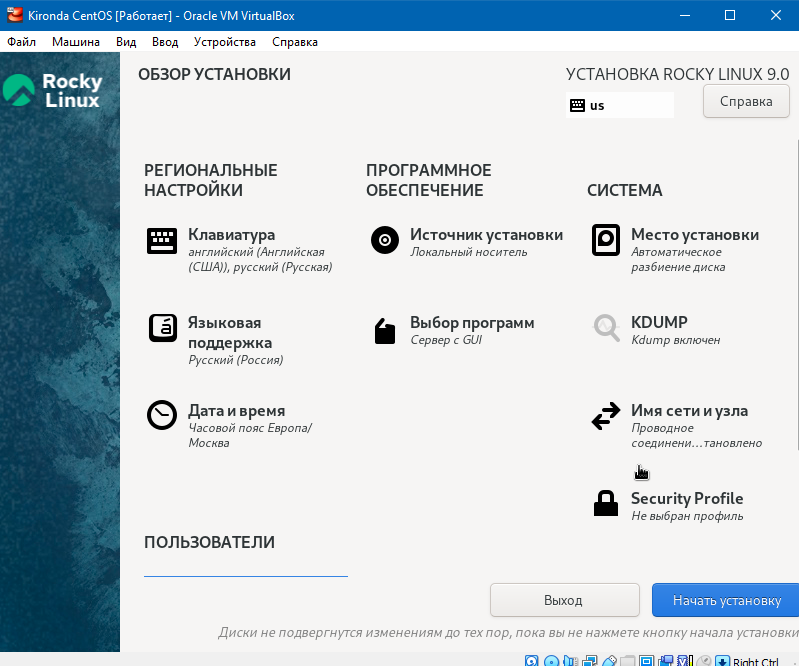 Kironda CentOS [Работает] - Oracle VM VirtualBox
Файл Машина Вид Ввод Устройства Справка
Rocky
Linux
ОБЗОР УСТАНОВКИ
УСТАНОВКА ROCKY LINUX 9.0
us
Справка
РЕГИОНАЛЬНЫЕ
НАСТРОЙКИ
Клавиатура
английский (Английская
(США)), русский (Русская)
Языковая
поддержка
Русский (Россия)
Дата и время
Часовой пояс Европа/
Москва
ПРОГРАММНОЕ
ОБЕСПЕЧЕНИЕ
Источник установки
Локальный носитель
Выбор программ
Сервер с GUI
СИСТЕМА
Место установки
Автоматическое
разбиение диска
KDUMP
Kdump включен
Имя сети и узла
Проводное
соединени…тановлено
Security Profile
Не выбран профиль
ПОЛЬЗОВАТЕЛИ
Выход
Начать установку
Диски не подвергнутся изменениям до тех пор, пока вы не нажмете кнопку начала установки
Right Ctrl